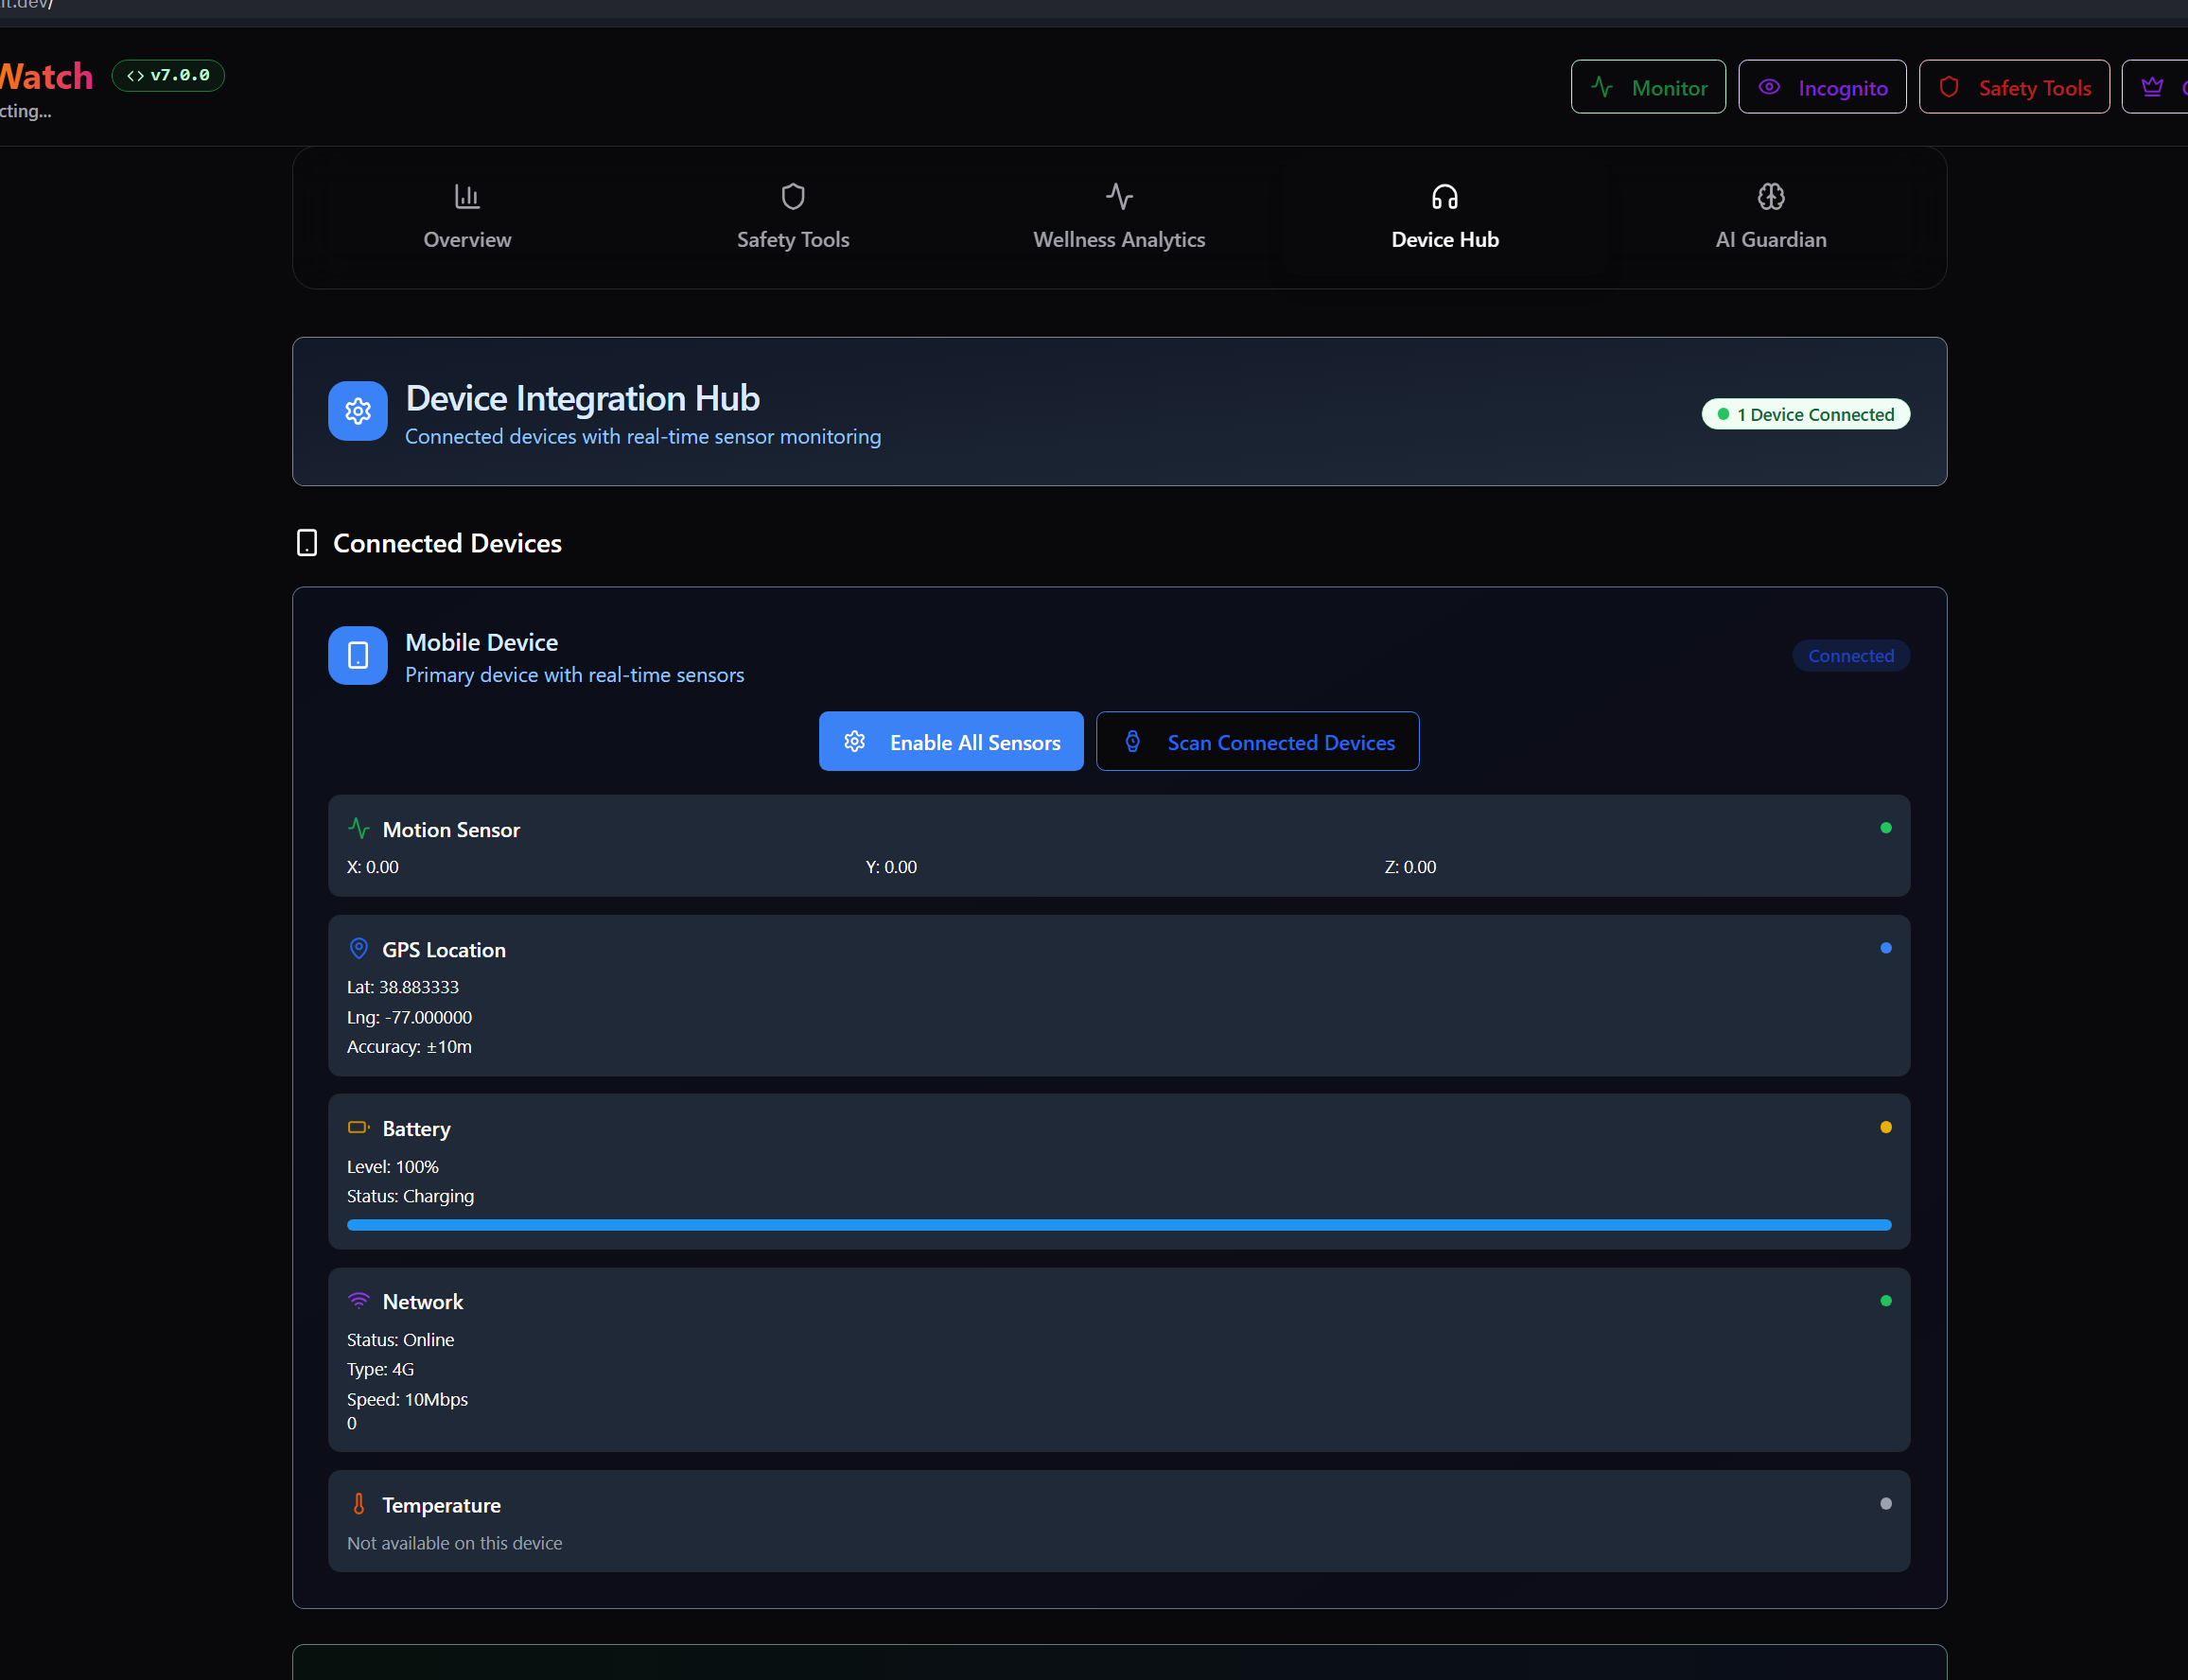 Watch
v7.0.0
cting...
Monitor
Incognito
Safety Tools
Overview
Safety Tools
Wellness Analytics
Device Hub
AI Guardian
Device Integration Hub
Connected devices with real-time sensor monitoring
1 Device Connected
Connected Devices
Mobile Device
Primary device with real-time sensors
Connected
Enable All Sensors
Scan Connected Devices
Motion Sensor
X: 0.00 Y: 0.00 Z: 0.00
GPS Location
Lat: 38.883333
Lng: -77.000000
Accuracy: ±10m
Battery
Level: 100%
Status: Charging
Network
Status: Online
Type: 4G
Speed: 10Mbps
0
Temperature
Not available on this device